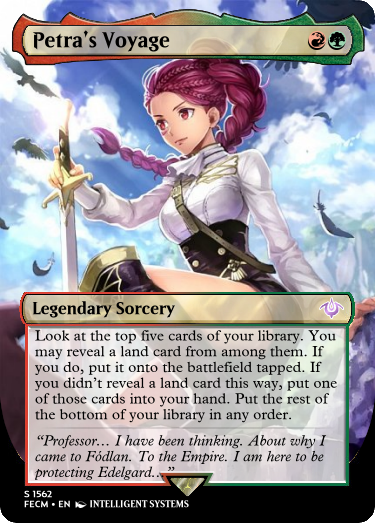 Petra's Voyage
Legendary Sorcery
Look at the top five cards of your library. You
may reveal a land card from among them. If
you do, put it onto the battlefield tapped. If
you didn't reveal a land card this way, put one
of those cards into your hand. Put the rest of
the bottom of your library in any order.
“Professor… I have been thinking. About why I
came to Fódlan. To the Empire. I am here to be
protecting Edelgard…”
S 1562
FECM • EN INTELLIGENT SYSTEMS